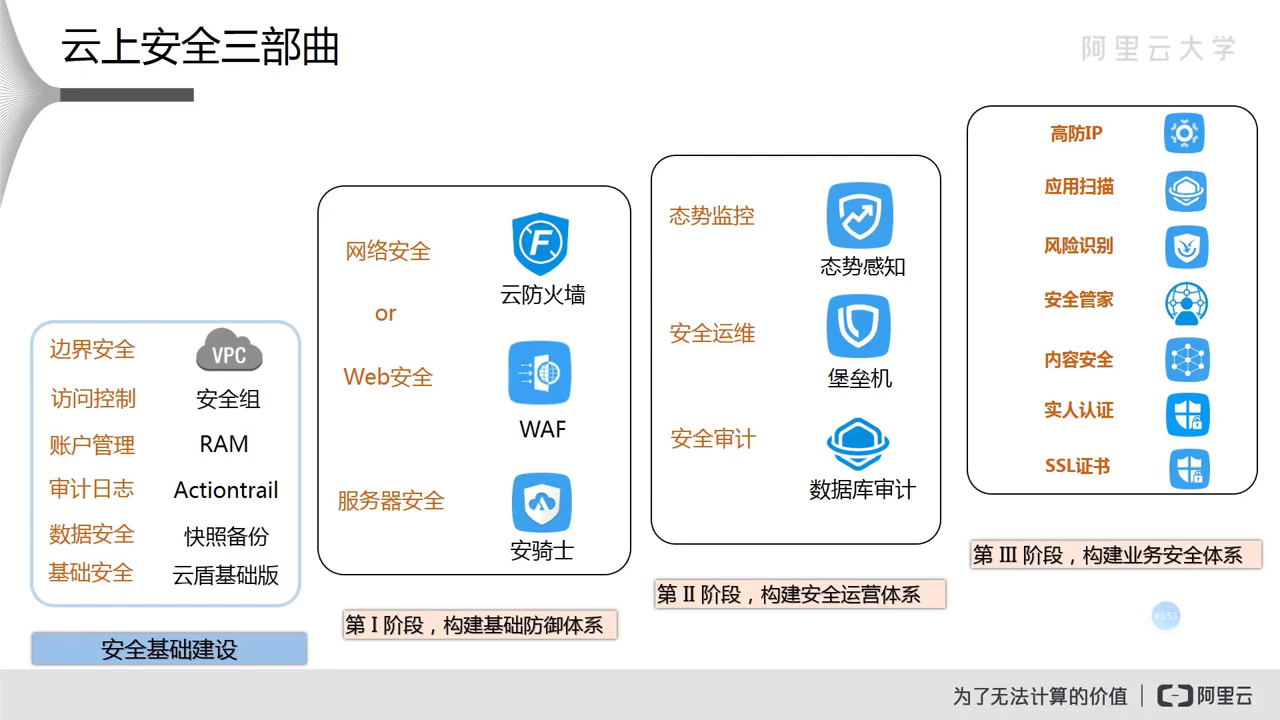 云上安全三部曲
阿里云大学
边界安全 VPC
访问控制 安全组
账户管理 RAM
审计日志 Actiontrail
数据安全 快照备份
基础安全 云盾基础版
安全基础建设
网络安全
云防火墙
or
Web安全
WAF
服务器安全
安骑士
第 I 阶段，构建基础防御体系
态势监控
态势感知
安全运维
堡垒机
安全审计
数据库审计
第 II 阶段，构建安全运营体系
高防IP
应用扫描
风险识别
安全管家
内容安全
实人认证
SSL证书
第 III 阶段，构建业务安全体系
为了无法计算的价值 | 阿里云